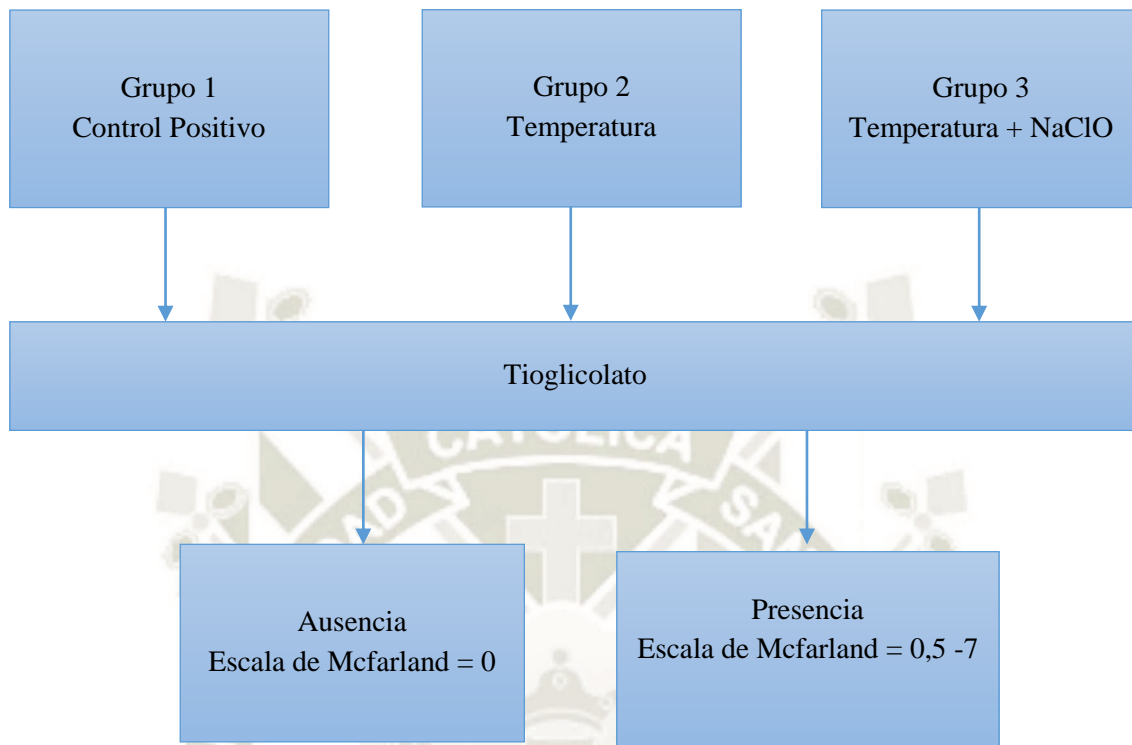 Grupo 1
Control Positivo
Grupo 2
Temperatura
Grupo 3
Temperatura + NaClO
Tioglicolato
CATOLICA
Ausencia
Escala de Mcfarland = 0
Presencia
Escala de Mcfarland = 0,5 -7